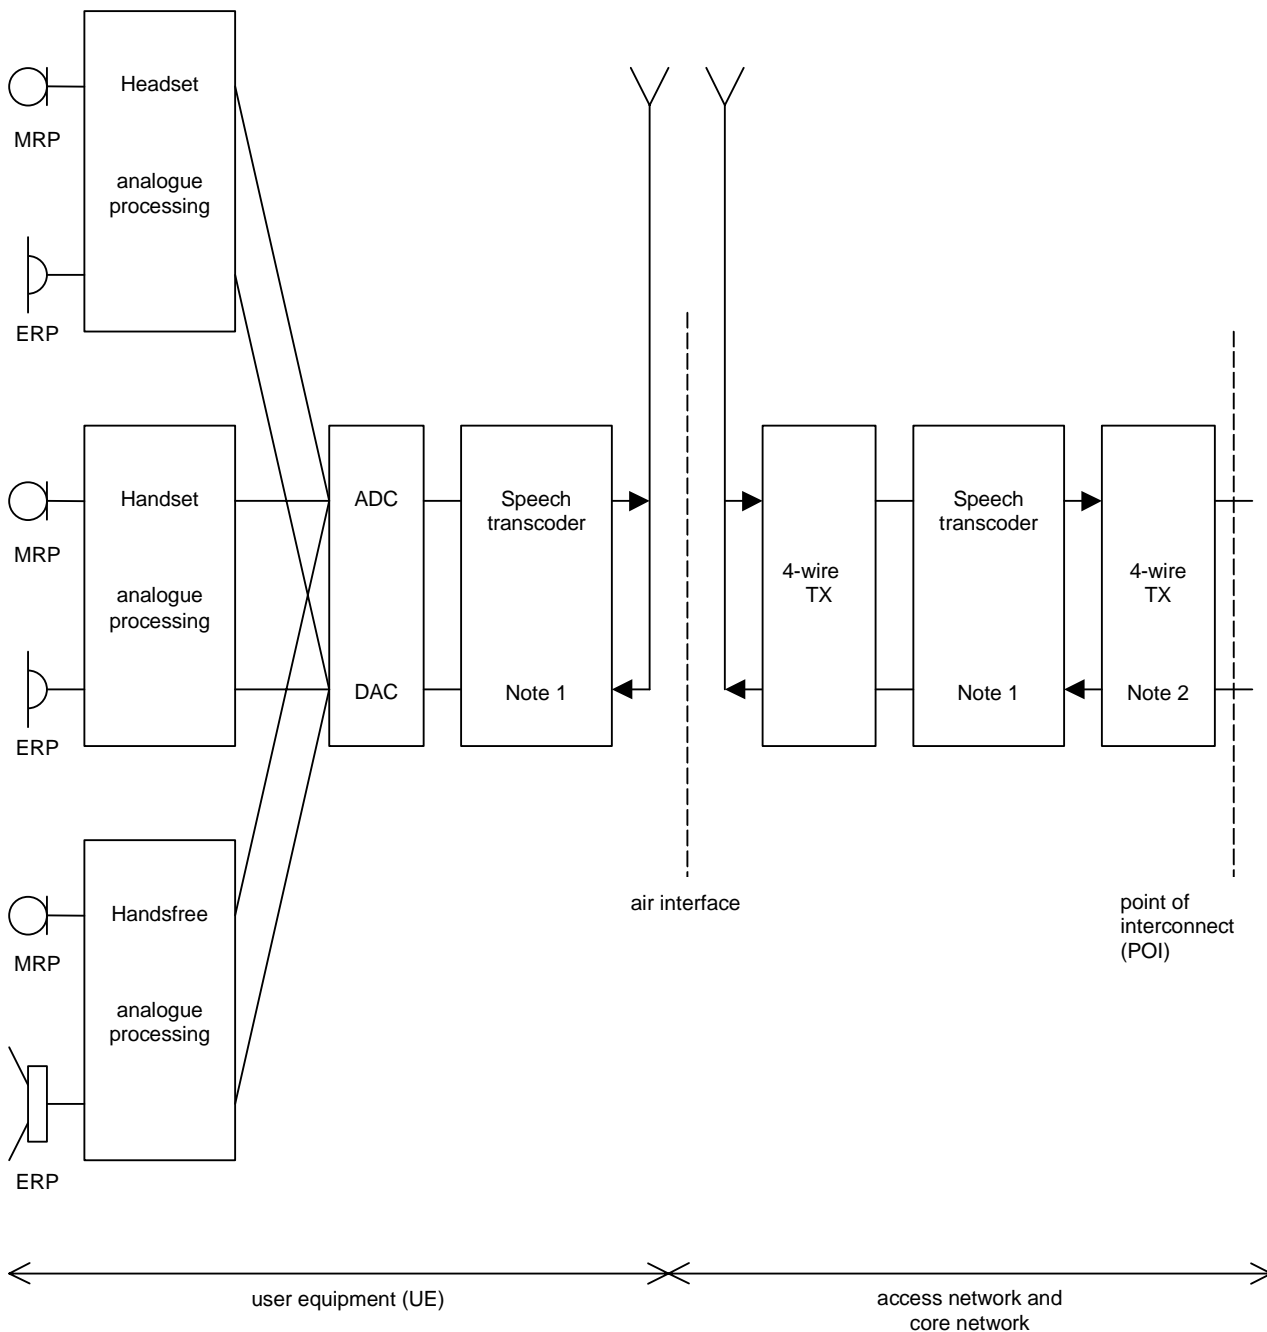 Headset
MRP
analogue
processing
ERP
Handset
MRP
analogue
processing
ERP
ADC
DAC
Speech
transcoder
Note 1
4-wire
TX
Speech
transcoder
Note 1
4-wire
TX
Note 2
Handsfree
MRP
analogue
processing
ERP
air interface
point of
interconnect
(POI)
user equipment (UE)
access network and
core network